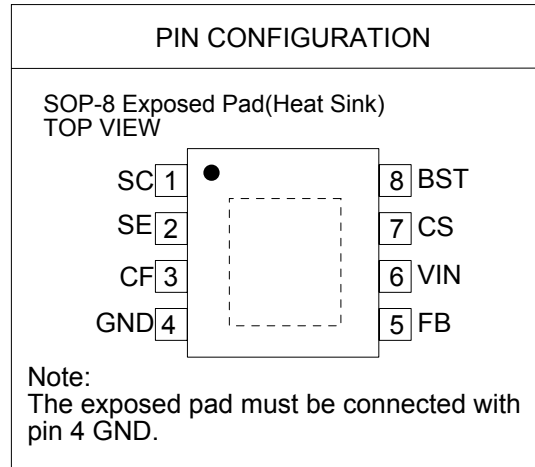 PIN CONFIGURATION
SOP-8 Exposed Pad(Heat Sink)
TOP VIEW
SC 1 8 BST
SE 2 7 CS
CF 3 6 VIN
GND 4 5 FB
Note:
The exposed pad must be connected with
pin 4 GND.